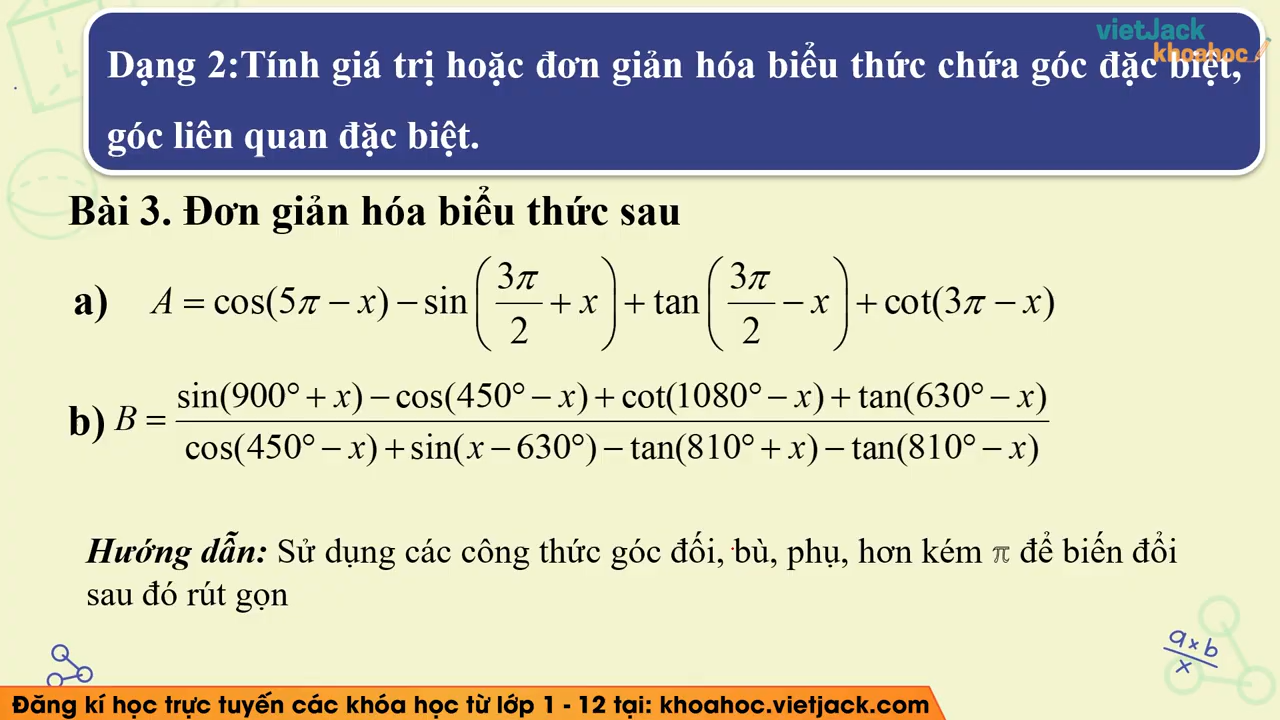 vietJack
khoahoc
Dạng 2:Tính giá trị hoặc đơn giản hóa biểu thức chứa góc đặc biệt,
góc liên quan đặc biệt.
Bài 3. Đơn giản hóa biểu thức sau
a) A = cos(5π − x) − sin(3π/2 + x) + tan(3π/2 − x) + cot(3π − x)
b) B = (sin(900° + x) − cos(450° − x) + cot(1080° − x) + tan(630° − x)) / (cos(450° − x) + sin(x − 630°) − tan(810° + x) − tan(810° − x))
Hướng dẫn: Sử dụng các công thức góc đối, bù, phụ, hơn kém π để biến đổi
sau đó rút gọn
a×b
x
Đăng kí học trực tuyến các khóa học từ lớp 1 - 12 tại: khoahoc.vietjack.com